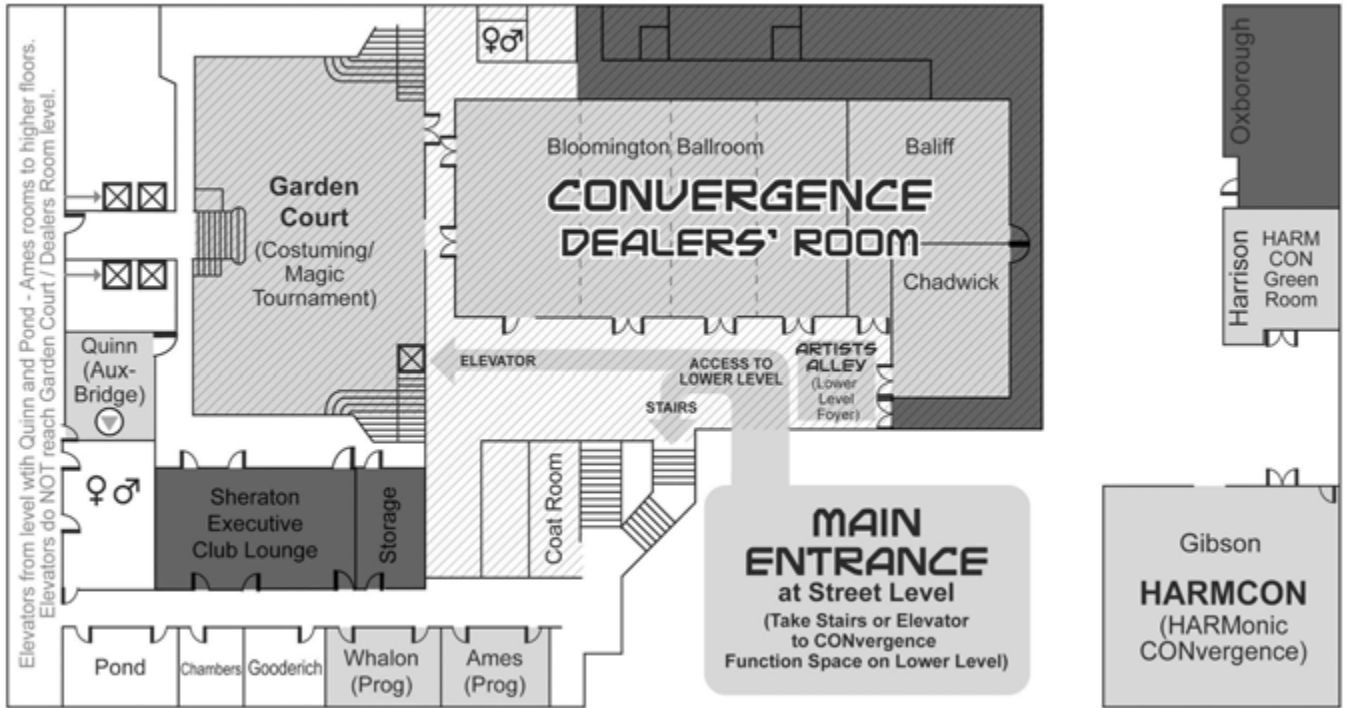 Elevators from level wtih Quinn and Pond - Ames rooms to higher floors.
Elevators do NOT reach Garden Court / Dealers Room level.
♀♂
Garden
Court
(Costuming/
Magic
Tournament)
Bloomington Ballroom
Baliff
CONVERGENCE
DEALERS' ROOM
Chadwick
Quinn
(Aux-
Bridge)
ELEVATOR
ACCESS TO
LOWER LEVEL
STAIRS
ARTISTS
ALLEY
(Lower
Level
Foyer)
♀♂
Sheraton
Executive
Club Lounge
Storage
Coat Room
MAIN
ENTRANCE
at Street Level
(Take Stairs or Elevator
to CONvergence
Function Space on Lower Level)
Pond
Chambers
Gooderich
Whalon
(Prog)
Ames
(Prog)
Oxborough
Harrison
HARM
CON
Green
Room
Gibson
HARMCON
(HARMonic
CONvergence)